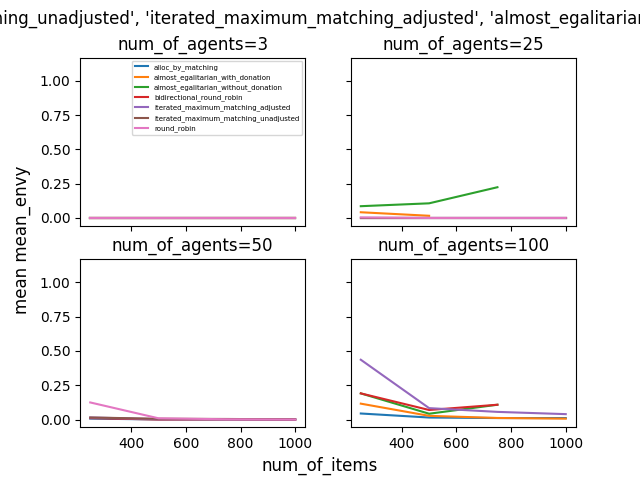 ning_unadjusted', 'iterated_maximum_matching_adjusted', 'almost_egalitarian
num_of_agents=3
num_of_agents=25
1.00
0.75
0.50
0.25
0.00
alloc_by_matching
almost_egalitarian_with_donation
almost_egalitarian_without_donation
bidirectional_round_robin
iterated_maximum_matching_adjusted
iterated_maximum_matching_unadjusted
round_robin
mean mean_envy
num_of_agents=50
num_of_agents=100
1.00
0.75
0.50
0.25
0.00
400 600 800 1000
400 600 800 1000
num_of_items